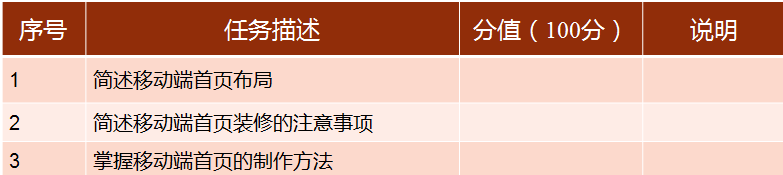 序号 任务描述 分值（100分） 说明
1 简述移动端首页布局
2 简述移动端首页装修的注意事项
3 掌握移动端首页的制作方法